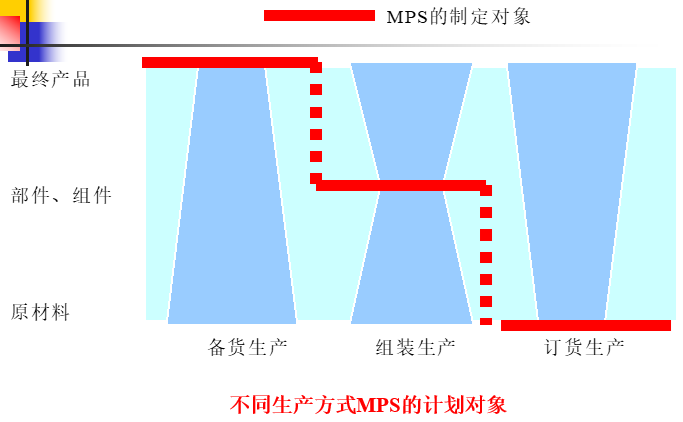 MPS的制定对象
最终产品
部件、组件
原材料
备货生产
组装生产
订货生产
不同生产方式MPS的计划对象